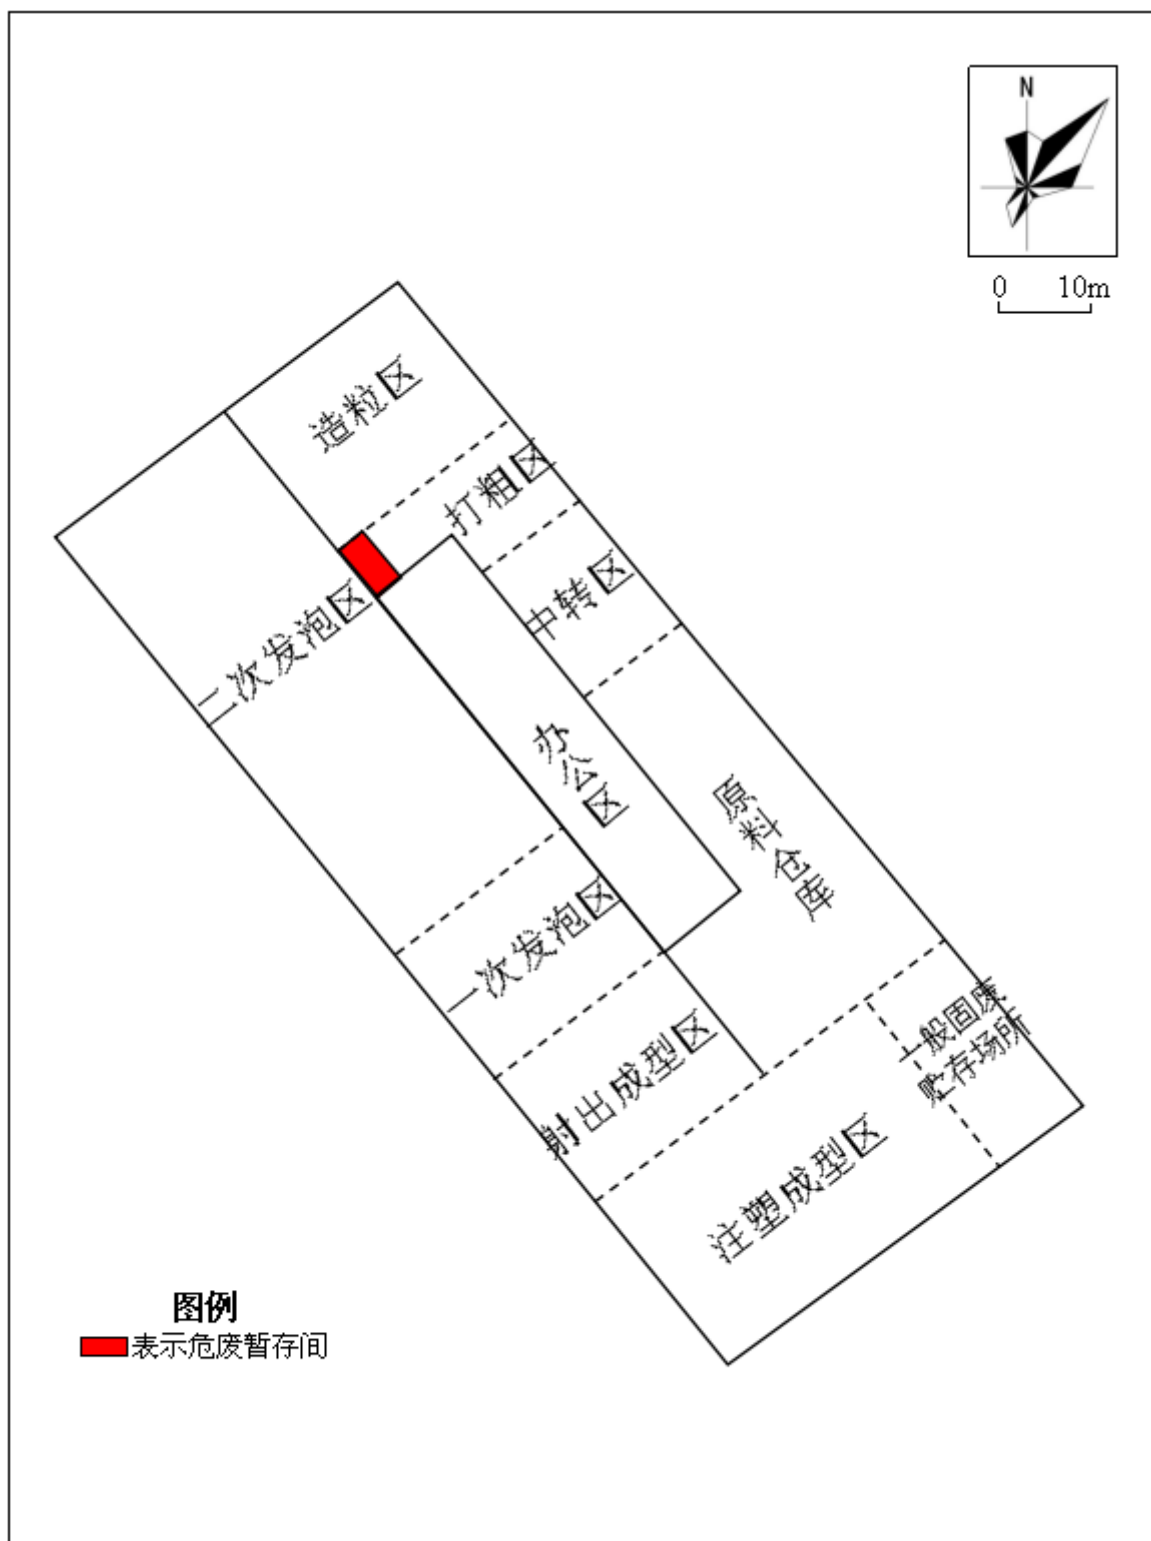 N
0 10m
造粒区
打粗区
中转区
二次发泡区
办公区
原料仓库
一次发泡区
一般固废
贮存场所
射出成型区
注塑成型区
图例
表示危废暂存间